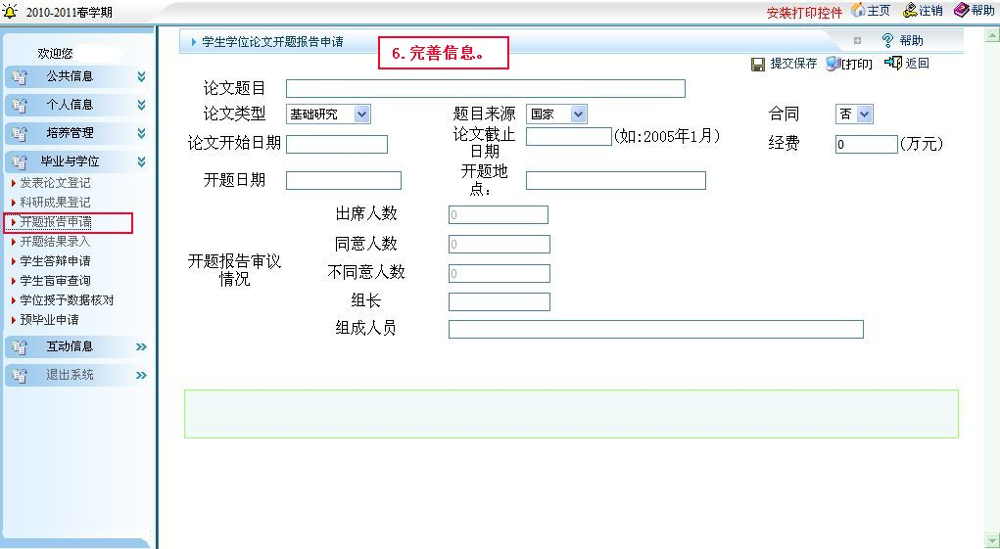 2010-2011春学期
安装打印控件 主页 注销 帮助
欢迎您
公共信息
个人信息
培养管理
毕业与学位
发表论文登记
科研成果登记
开题报告申请
开题结果录入
学生答辩申请
学生盲审查询
学位授予数据核对
预毕业申请
互动信息
退出系统
学生学位论文开题报告申请
6.完善信息。
帮助
提交保存 [打印] 返回
论文题目
论文类型 基础研究 题目来源 国家 合同 否
论文开始日期 论文截止日期 (如:2005年1月) 经费 0 (万元)
开题日期 开题地点：
开题报告审议情况
出席人数 0
同意人数 0
不同意人数 0
组长
组成人员